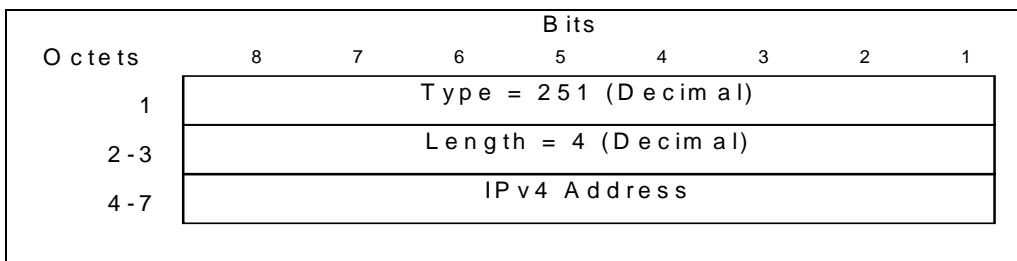 Bits
Octets 8 7 6 5 4 3 2 1
1 Type = 251 (Decimal)
2-3 Length = 4 (Decimal)
4-7 IPv4 Address